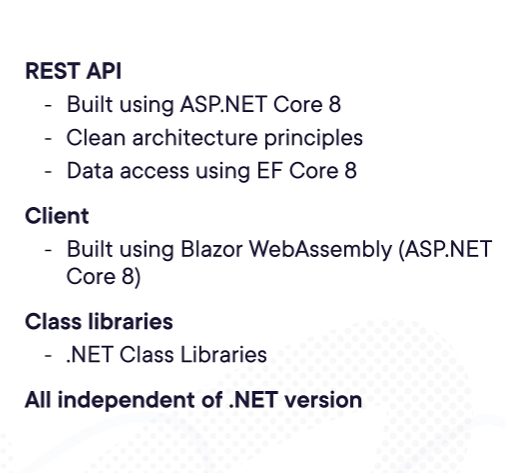 REST API
- Built using ASP.NET Core 8
- Clean architecture principles
- Data access using EF Core 8
Client
- Built using Blazor WebAssembly (ASP.NET
Core 8)
Class libraries
- .NET Class Libraries
All independent of .NET version